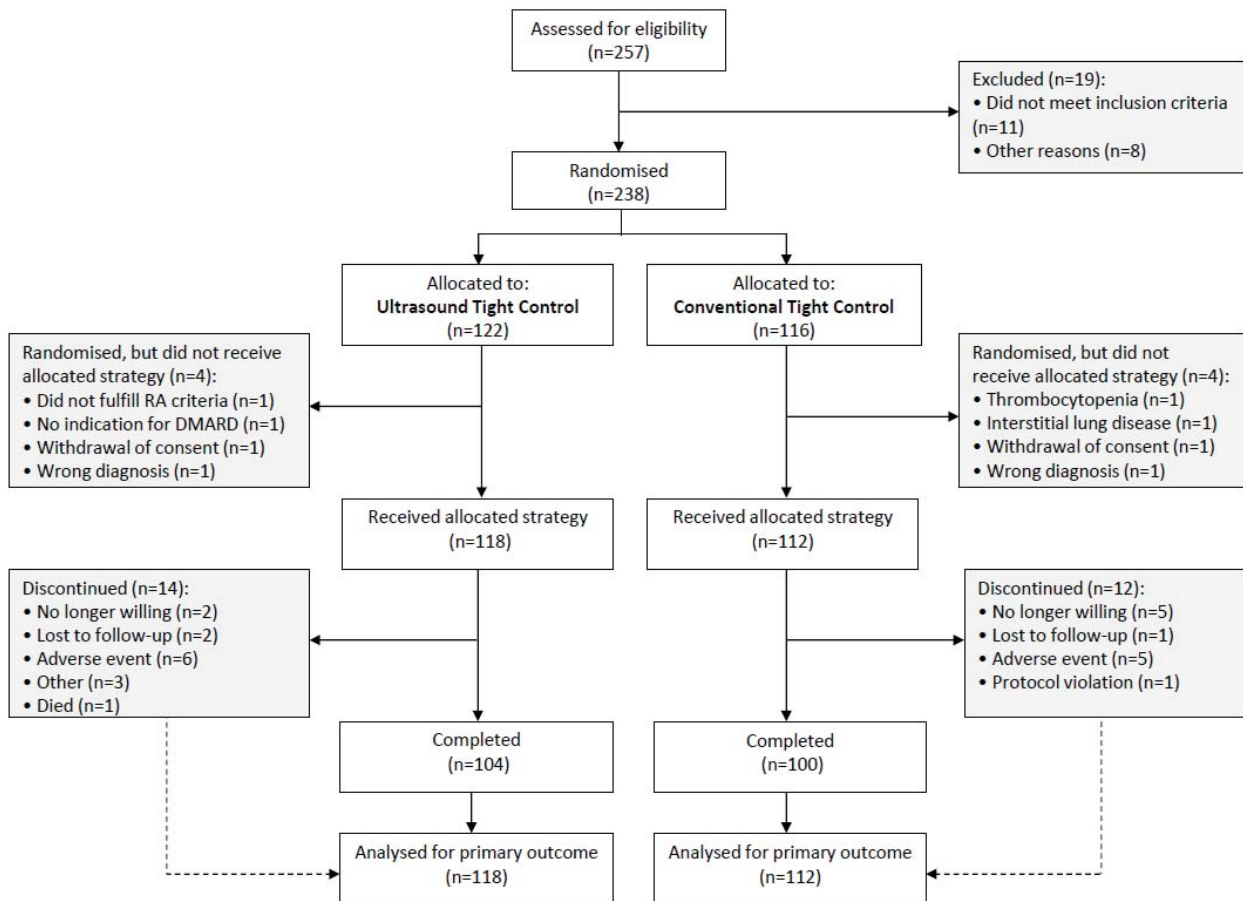 Assessed for eligibility
(n=257)
Excluded (n=19):
• Did not meet inclusion criteria
(n=11)
• Other reasons (n=8)
Randomised
(n=238)
Allocated to:
Ultrasound Tight Control
(n=122)
Allocated to:
Conventional Tight Control
(n=116)
Randomised, but did not receive
allocated strategy (n=4):
• Did not fulfill RA criteria (n=1)
• No indication for DMARD (n=1)
• Withdrawal of consent (n=1)
• Wrong diagnosis (n=1)
Randomised, but did not
receive allocated strategy (n=4):
• Thrombocytopenia (n=1)
• Interstitial lung disease (n=1)
• Withdrawal of consent (n=1)
• Wrong diagnosis (n=1)
Received allocated strategy
(n=118)
Received allocated strategy
(n=112)
Discontinued (n=14):
• No longer willing (n=2)
• Lost to follow-up (n=2)
• Adverse event (n=6)
• Other (n=3)
• Died (n=1)
Discontinued (n=12):
• No longer willing (n=5)
• Lost to follow-up (n=1)
• Adverse event (n=5)
• Protocol violation (n=1)
Completed
(n=104)
Completed
(n=100)
Analysed for primary outcome
(n=118)
Analysed for primary outcome
(n=112)